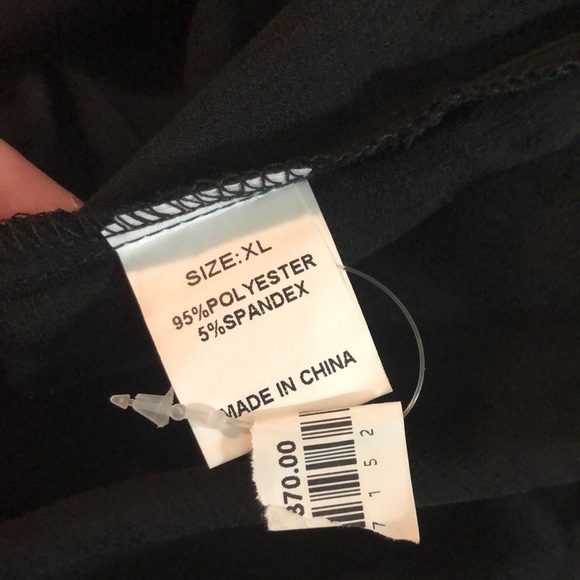 SIZE:XL
95%POLYESTER
5%SPANDEX
MADE IN CHINA
70.00
7152